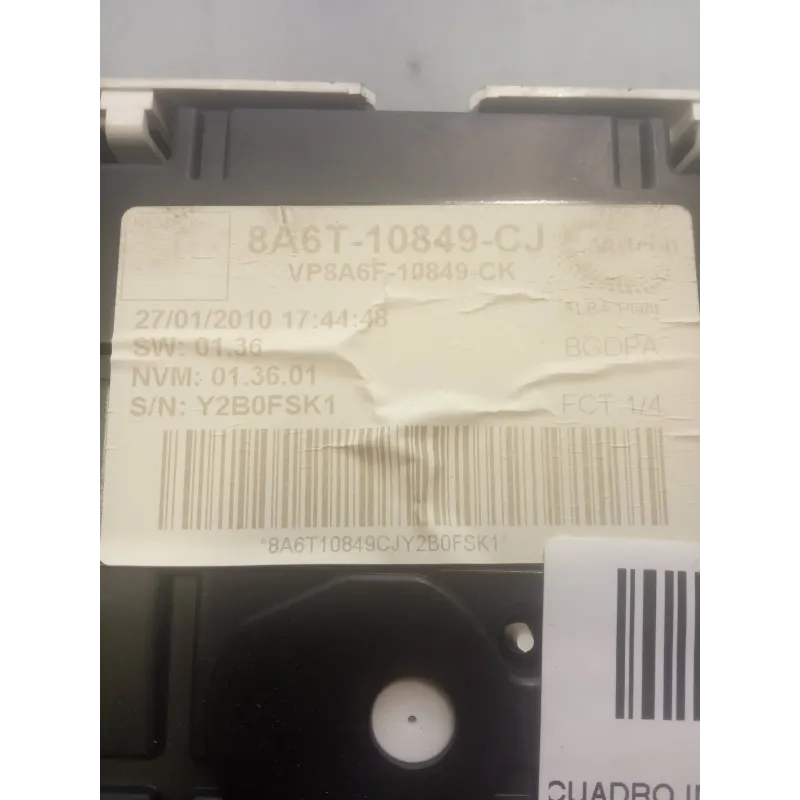 8A6T-10849-CJ
VP8A6F-10849-CK
27/01/2010 17:44:48
SW: 01.36
BGDPA
NVM: 01.36.01
S/N: Y2B0FSK1
FCT 1/4
*8A6T10849CJY2B0FSK1*
CUADRO